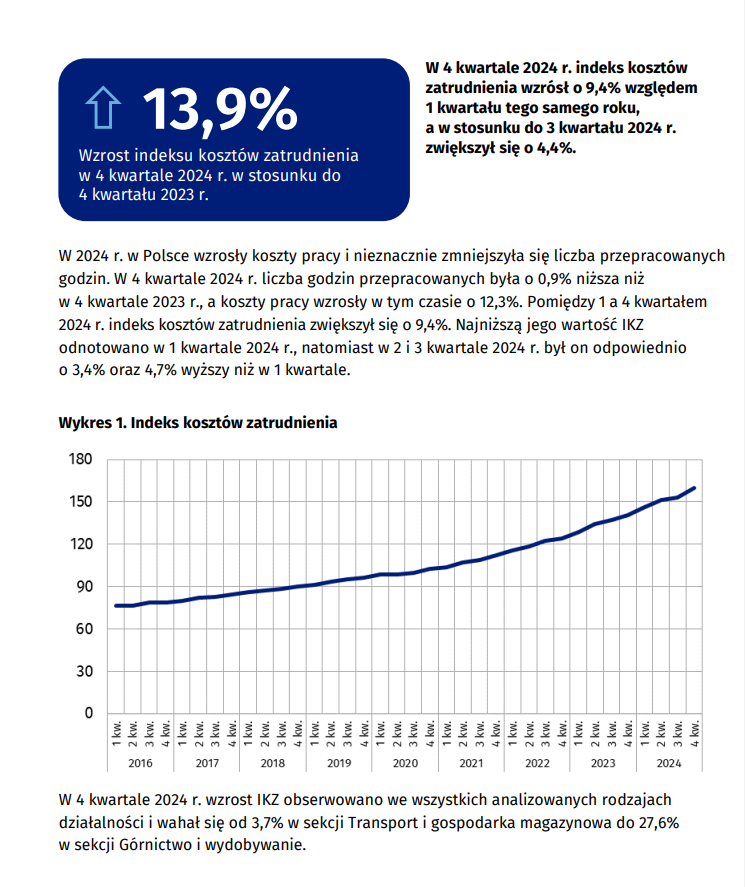 13,9%
Wzrost indeksu kosztów zatrudnienia
w 4 kwartale 2024 r. w stosunku do
4 kwartału 2023 r.
W 4 kwartale 2024 r. indeks kosztów
zatrudnienia wzrósł o 9,4% względem
1 kwartału tego samego roku,
a w stosunku do 3 kwartału 2024 r.
zwiększył się o 4,4%.
W 2024 r. w Polsce wzrosły koszty pracy i nieznacznie zmniejszyła się liczba przepracowanych
godzin. W 4 kwartale 2024 r. liczba godzin przepracowanych była o 0,9% niższa niż
w 4 kwartale 2023 r., a koszty pracy wzrosły w tym czasie o 12,3%. Pomiędzy 1 a 4 kwartałem
2024 r. indeks kosztów zatrudnienia zwiększył się o 9,4%. Najniższą jego wartość IKZ
odnotowano w 1 kwartale 2024 r., natomiast w 2 i 3 kwartale 2024 r. był on odpowiednio
o 3,4% oraz 4,7% wyższy niż w 1 kwartale.
Wykres 1. Indeks kosztów zatrudnienia
180
150
120
90
60
30
0
1 kw. 2 kw. 3 kw. 4 kw. 1 kw. 2 kw. 3 kw. 4 kw. 1 kw. 2 kw. 3 kw. 4 kw. 1 kw. 2 kw. 3 kw. 4 kw. 1 kw. 2 kw. 3 kw. 4 kw. 1 kw. 2 kw. 3 kw. 4 kw. 1 kw. 2 kw. 3 kw. 4 kw. 1 kw. 2 kw. 3 kw. 4 kw. 1 kw. 2 kw. 3 kw. 4 kw.
2016 2017 2018 2019 2020 2021 2022 2023 2024
W 4 kwartale 2024 r. wzrost IKZ obserwowano we wszystkich analizowanych rodzajach
działalności i wahał się od 3,7% w sekcji Transport i gospodarka magazynowa do 27,6%
w sekcji Górnictwo i wydobywanie.